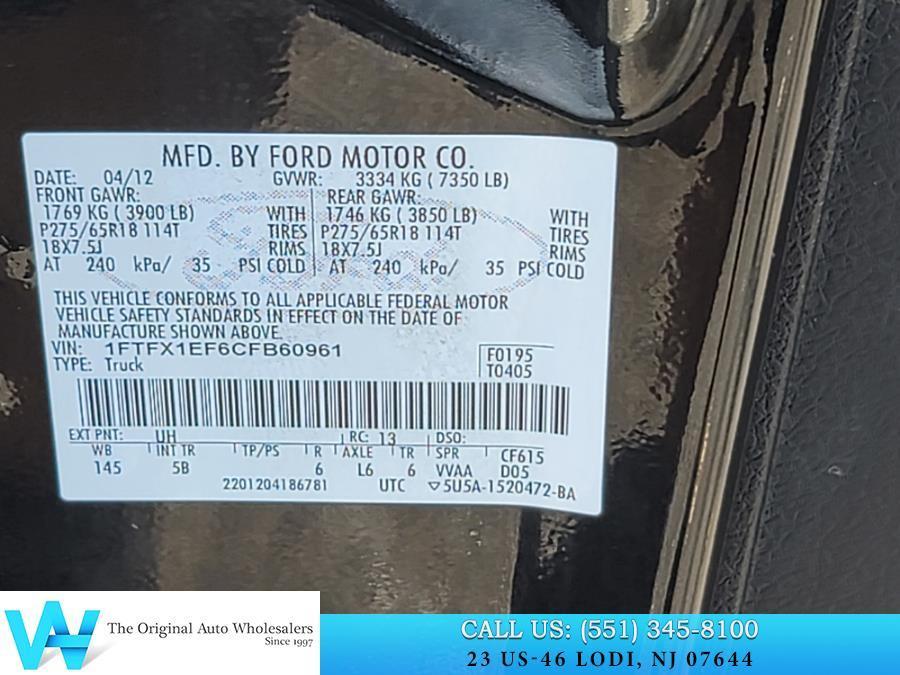 MFD. BY FORD MOTOR CO.
DATE: 04/12 GVWR: 3334 KG ( 7350 LB)
FRONT GAWR: REAR GAWR:
1769 KG ( 3900 LB) WITH 1746 KG ( 3850 LB) WITH
P275/65R18 114T TIRES P275/65R18 114T TIRES
18X7.5J RIMS 18X7.5J RIMS
AT 240 kPa/ 35 PSI COLD AT 240 kPa/ 35 PSI COLD
THIS VEHICLE CONFORMS TO ALL APPLICABLE FEDERAL MOTOR
VEHICLE SAFETY STANDARDS IN EFFECT ON THE DATE OF
MANUFACTURE SHOWN ABOVE
VIN: 1FTFX1EF6CFB60961 F0195
TYPE: Truck T0405
EXT PNT: UH RC: 13 DSO:
WB INT TR TP/PS R AXLE TR SPR CF615
145 5B 6 L6 6 VVAA D05
2201204186781 UTC ▽5U5A-1520472-BA
The Original Auto Wholesalers
Since 1997
CALL US: (551) 345-8100
23 US-46 LODI, NJ 07644